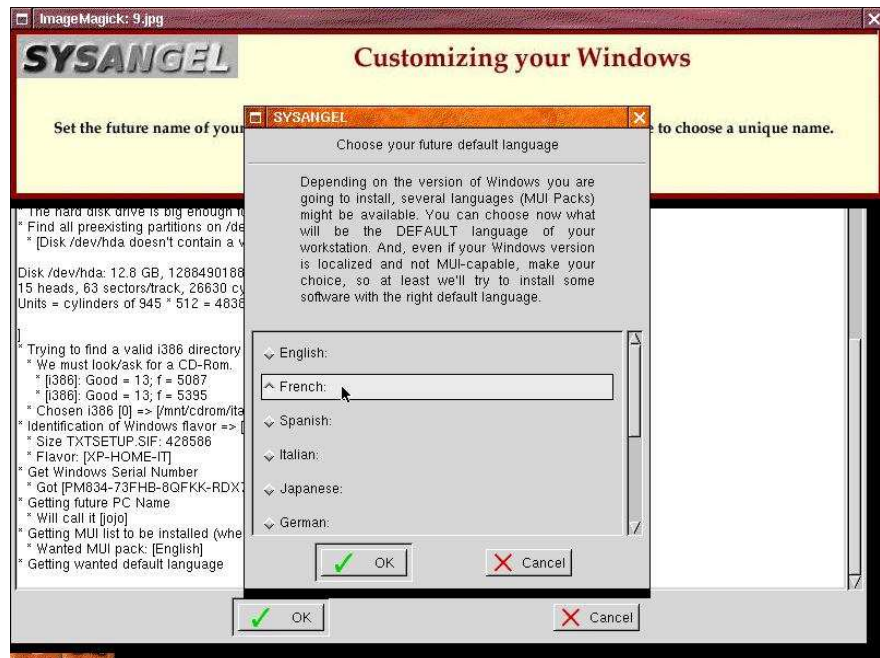 ImageMagick: 9.jpg
SYSANGEL
Customizing your Windows
Set the future name of your
e to choose a unique name.
SYSANGEL
Choose your future default language
Depending on the version of Windows you are
going to install, several languages (MUI Packs)
might be available. You can choose now what
will be the DEFAULT language of your
workstation. And, even if your Windows version
is localized and not MUI-capable, make your
choice, so at least we'll try to install some
software with the right default language.
English:
French:
Spanish:
Italian:
Japanese:
German:
OK
Cancel
* The hard disk drive is big enough
* Find all preexisting partitions on /de
* [Disk /dev/hda doesn't contain a v
Disk /dev/hda: 12.8 GB, 1288490188
15 heads, 63 sectors/track, 26630 cy
Units = cylinders of 945 * 512 = 4838
]
* Trying to find a valid i386 directory
* We must look/ask for a CD-Rom.
* [i386]: Good = 13; f = 5087
* [i386]: Good = 13; f = 5395
* Chosen i386 [0] => [/mnt/cdrom/ita
* Identification of Windows flavor => [
* Size TXTSETUP.SIF: 428586
* Flavor: [XP-HOME-IT]
* Get Windows Serial Number
* Got [PM834-73FHB-8QFKK-RDX7
* Getting future PC Name
* Will call it [jojo]
* Getting MUI list to be installed (whe
* Wanted MUI pack: [English]
* Getting wanted default language
OK
Cancel